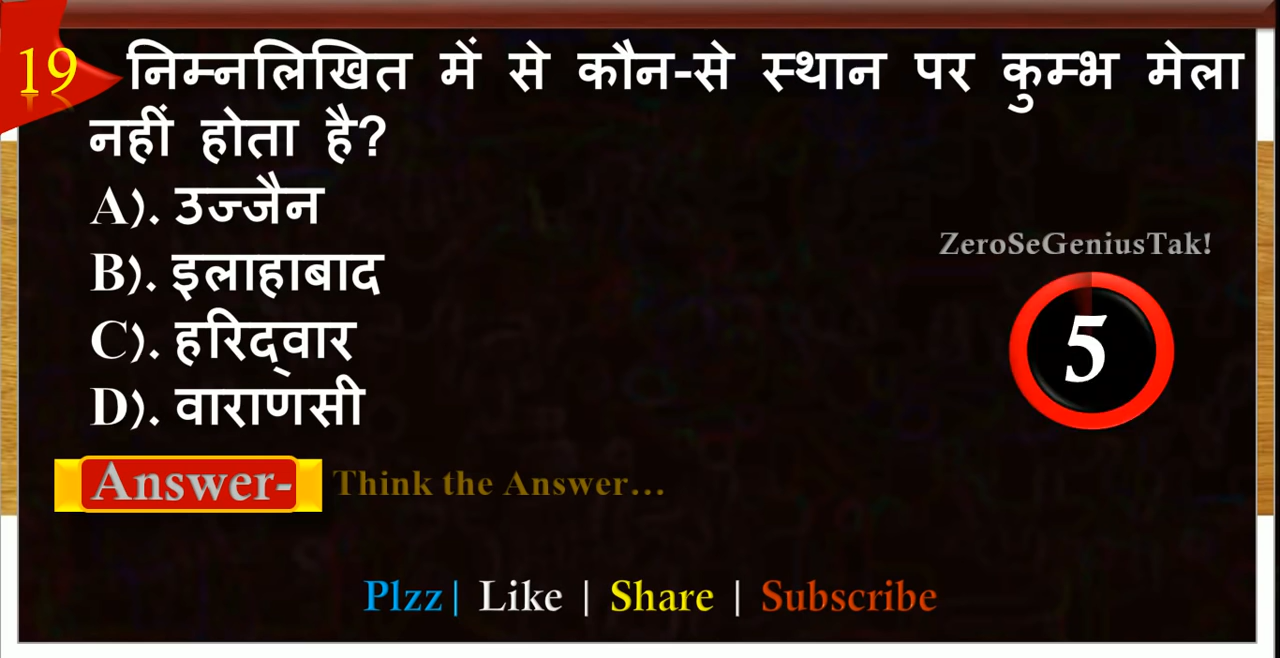 19 निम्नलिखित में से कौन-से स्थान पर कुम्भ मेला
नहीं होता है?
A). उज्जैन
B). इलाहाबाद
C). हरिद्वार
D). वाराणसी
ZeroSeGeniusTak!
5
Answer- Think the Answer...
Plzz| Like | Share | Subscribe